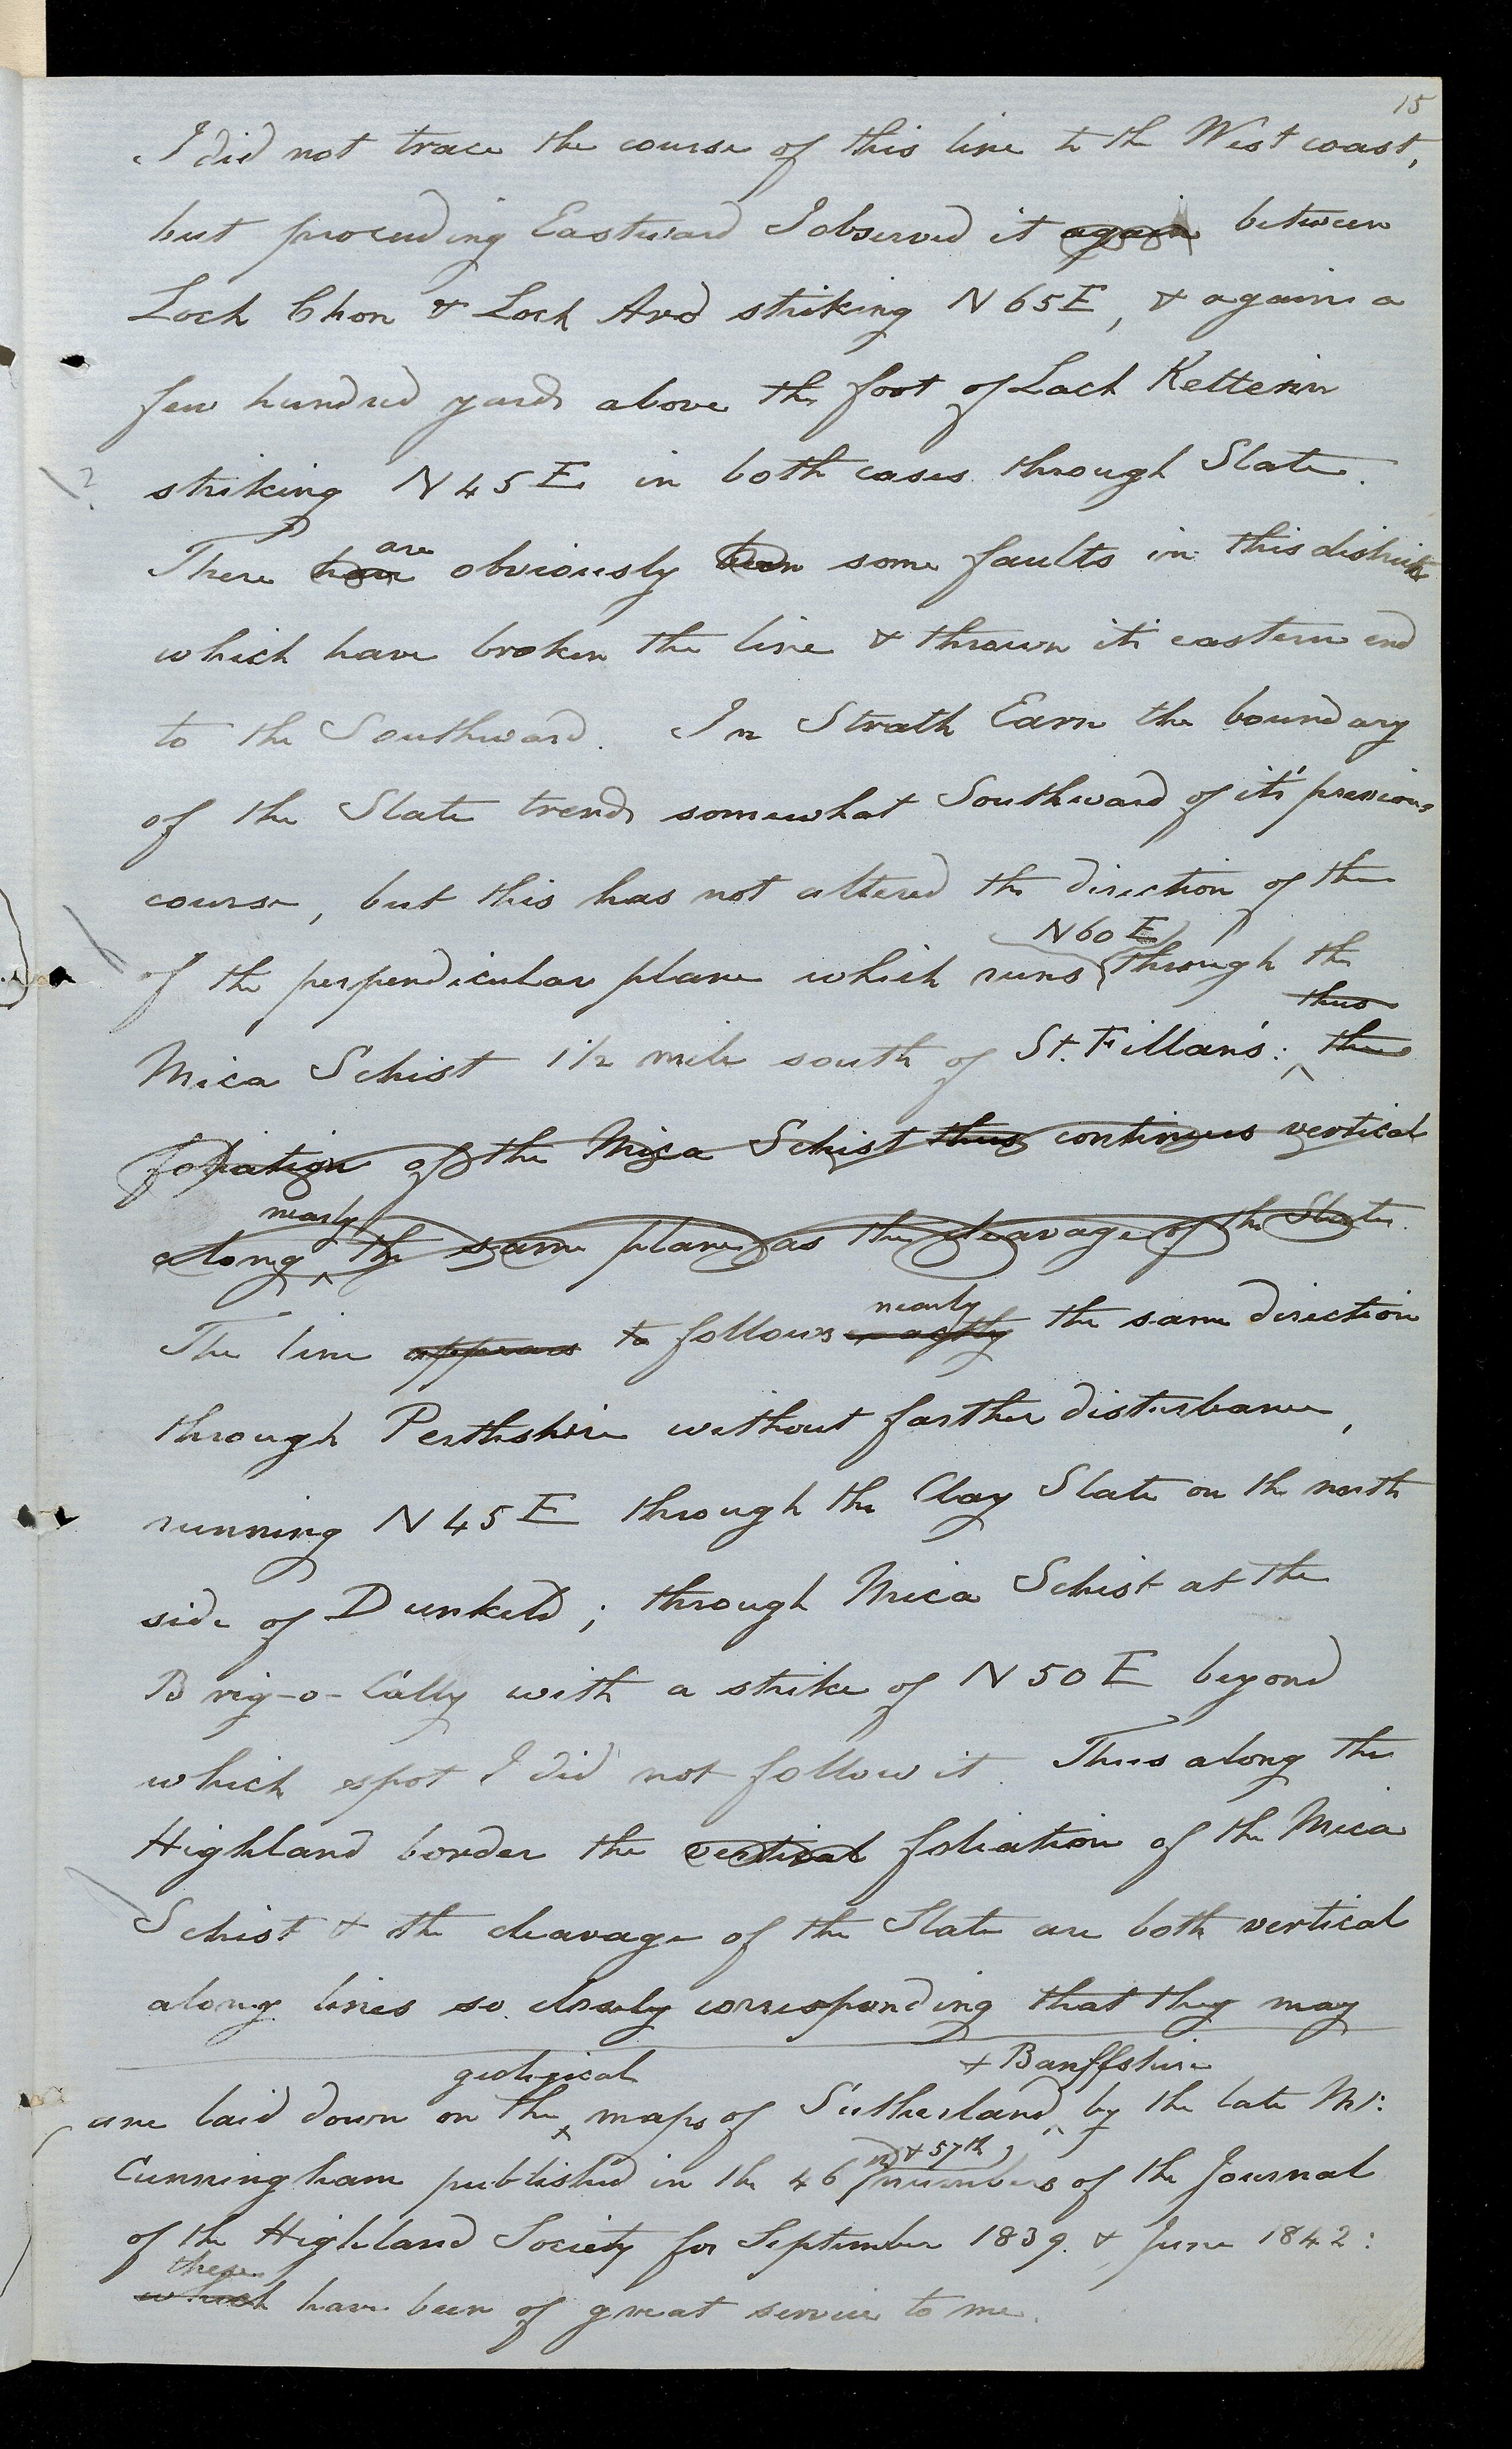 15
I did not trace the course of this line to th West coast,
but proceeding Eastward I observed it again between
Loch Chon & Loch Ard striking N 65 E, & again a
few hundred yards above the foot of Loch Ketterin
?
striking N 45 E in both cases through Slate.
are
There have obviously been some faults in this district
which have broken the line & thrown its eastern end
to the Southward. In Strath Earn the boundary
of the Slate trends somewhat Southward of it's previous
course, but this has not altered the direction of the
N 60 E
of the perpendicular plane which runs through the
thus
Mica Schist 1 1/2 mile south of St. Fillan's: the
foliation of the Mica Schist thus continues vertical
nearly
along the same plane as the cleavage of the Slate.
nearly
The line appears to follows exactly the same direction
through Perthshire without farther disturbance,
running N 45 E through the Clay Slate on the north
side of Dunkeld; through Mica Schist at the
Brig-o-Cally with a strike of N 50 E beyond
which spot I did not follow it. Thus along the
Highland border the vertical foliation of the Mica
Schist & the cleavage of the Slate are both vertical
along lines so closely corresponding that they may
geological & Banffshire
are laid down on the maps of Sutherland by the late Mr.
& 57th
Cunningham published in the 46 numbers of the Journal
of the Highland Society for September 1839. & June 1842:
these
which have been of great service to me.